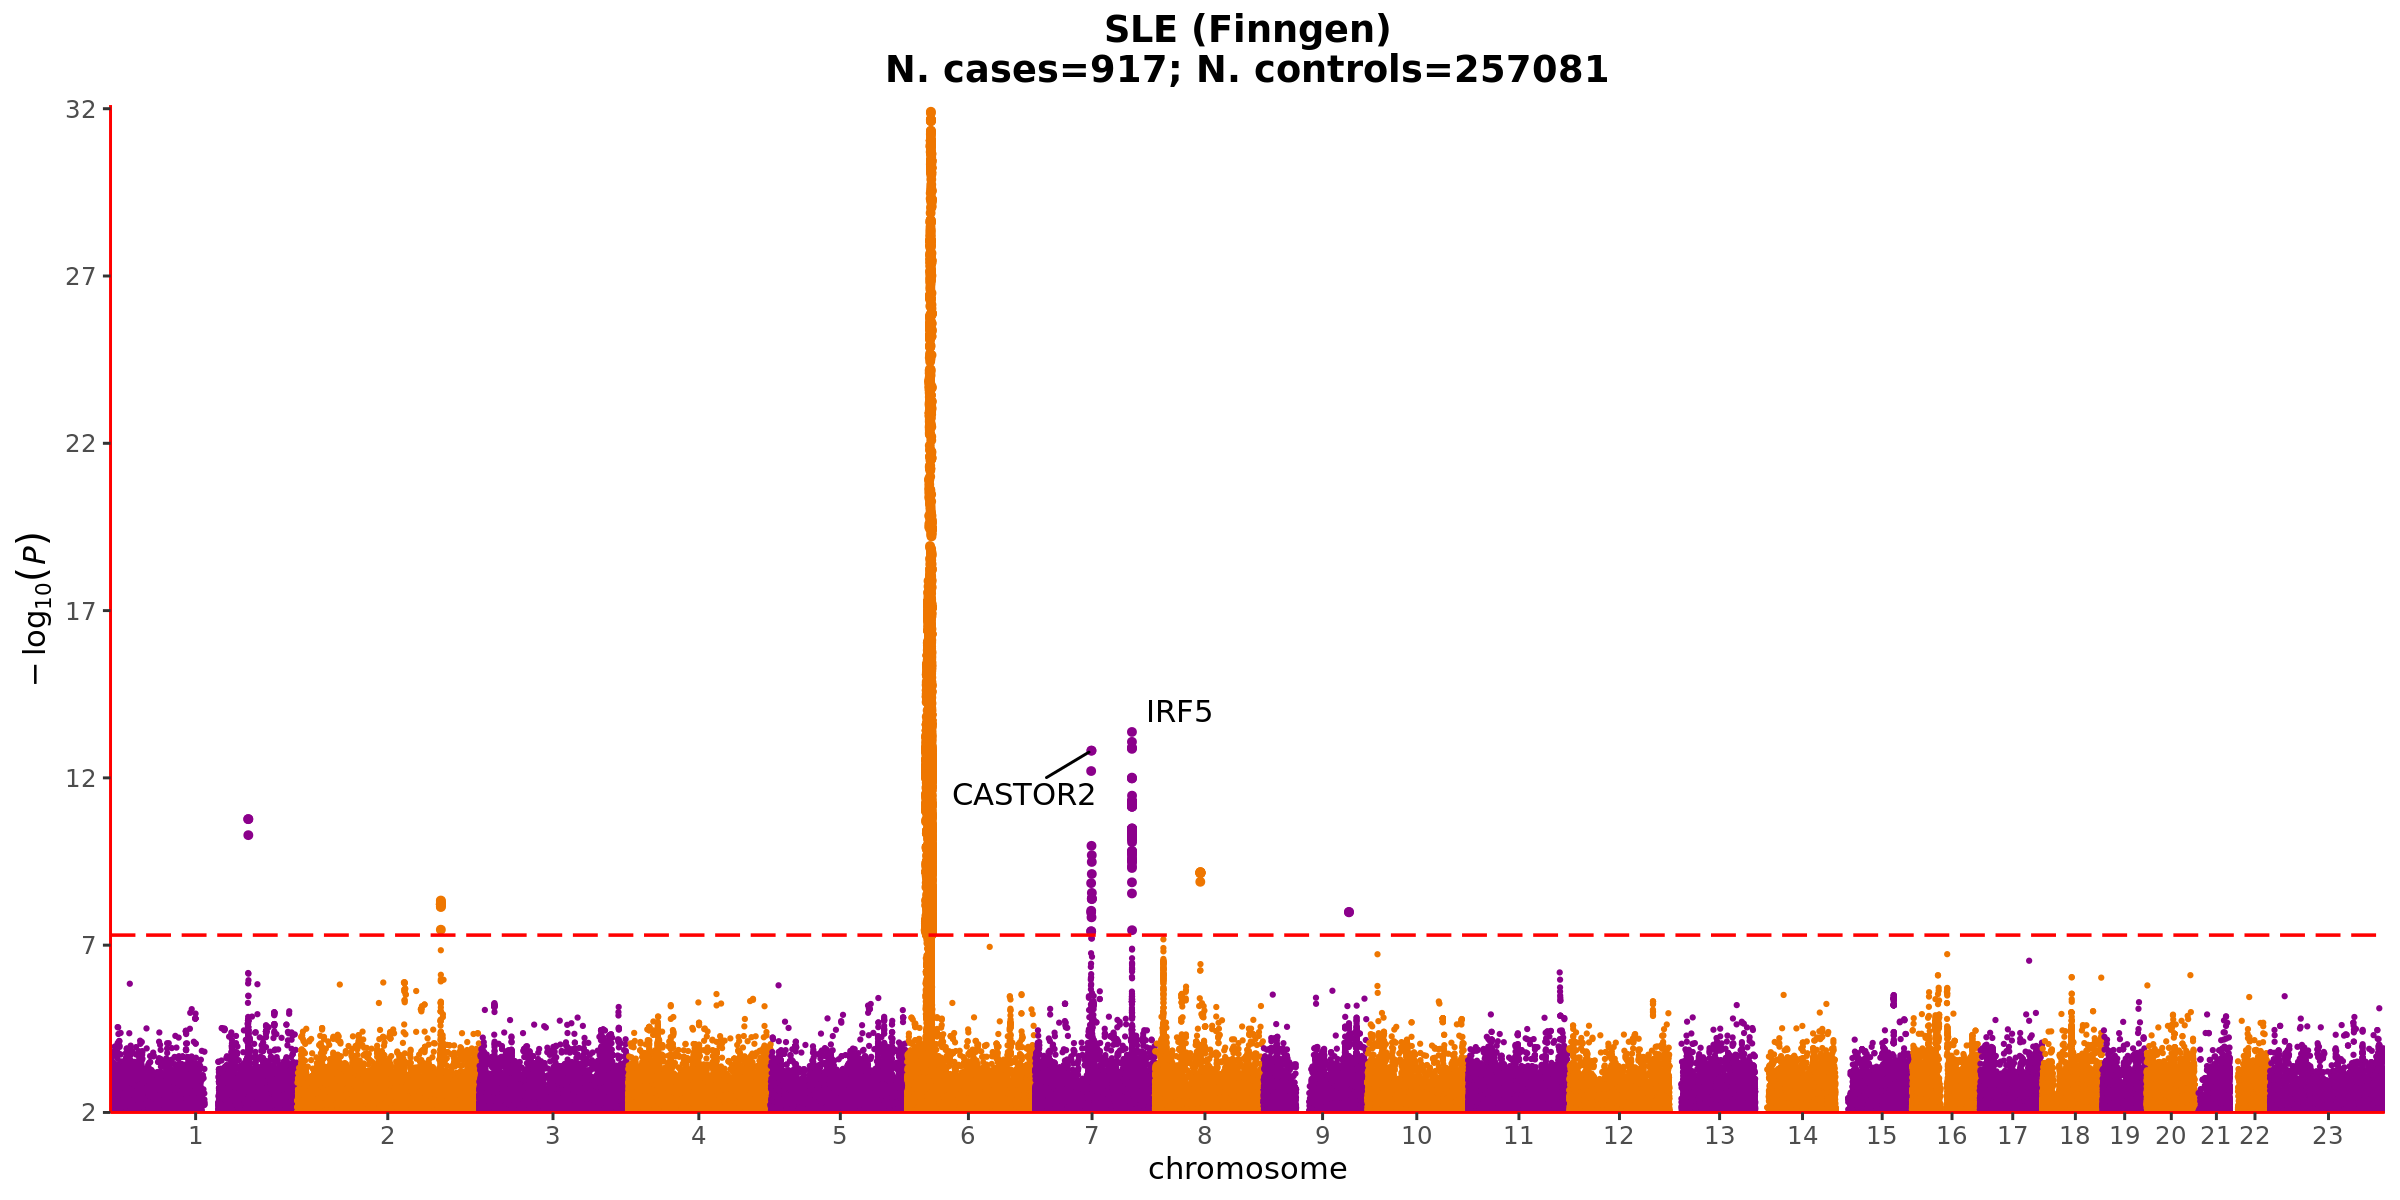 SLE (Finngen)
N. cases=917; N. controls=257081
32
27
22
17
12
7
2
− log10(P)
IRF5
CASTOR2
1 2 3 4 5 6 7 8 9 10 11 12 13 14 15 16 17 18 19 20 21 22 23
chromosome